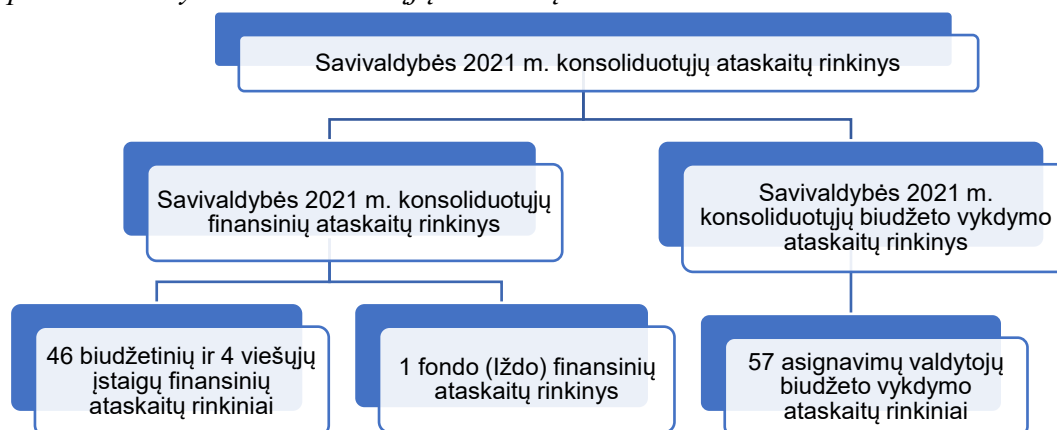 Savivaldybės 2021 m. konsoliduotųjų ataskaitų rinkinys
Savivaldybės 2021 m. konsoliduotųjų
finansinių ataskaitų rinkinys
Savivaldybės 2021 m.
konsoliduotųjų biudžeto vykdymo
ataskaitų rinkinys
46 biudžetinių ir 4 viešųjų
įstaigų finansinių
ataskaitų rinkiniai
1 fondo (Iždo) finansinių
ataskaitų rinkinys
57 asignavimų valdytojų
biudžeto vykdymo
ataskaitų rinkiniai